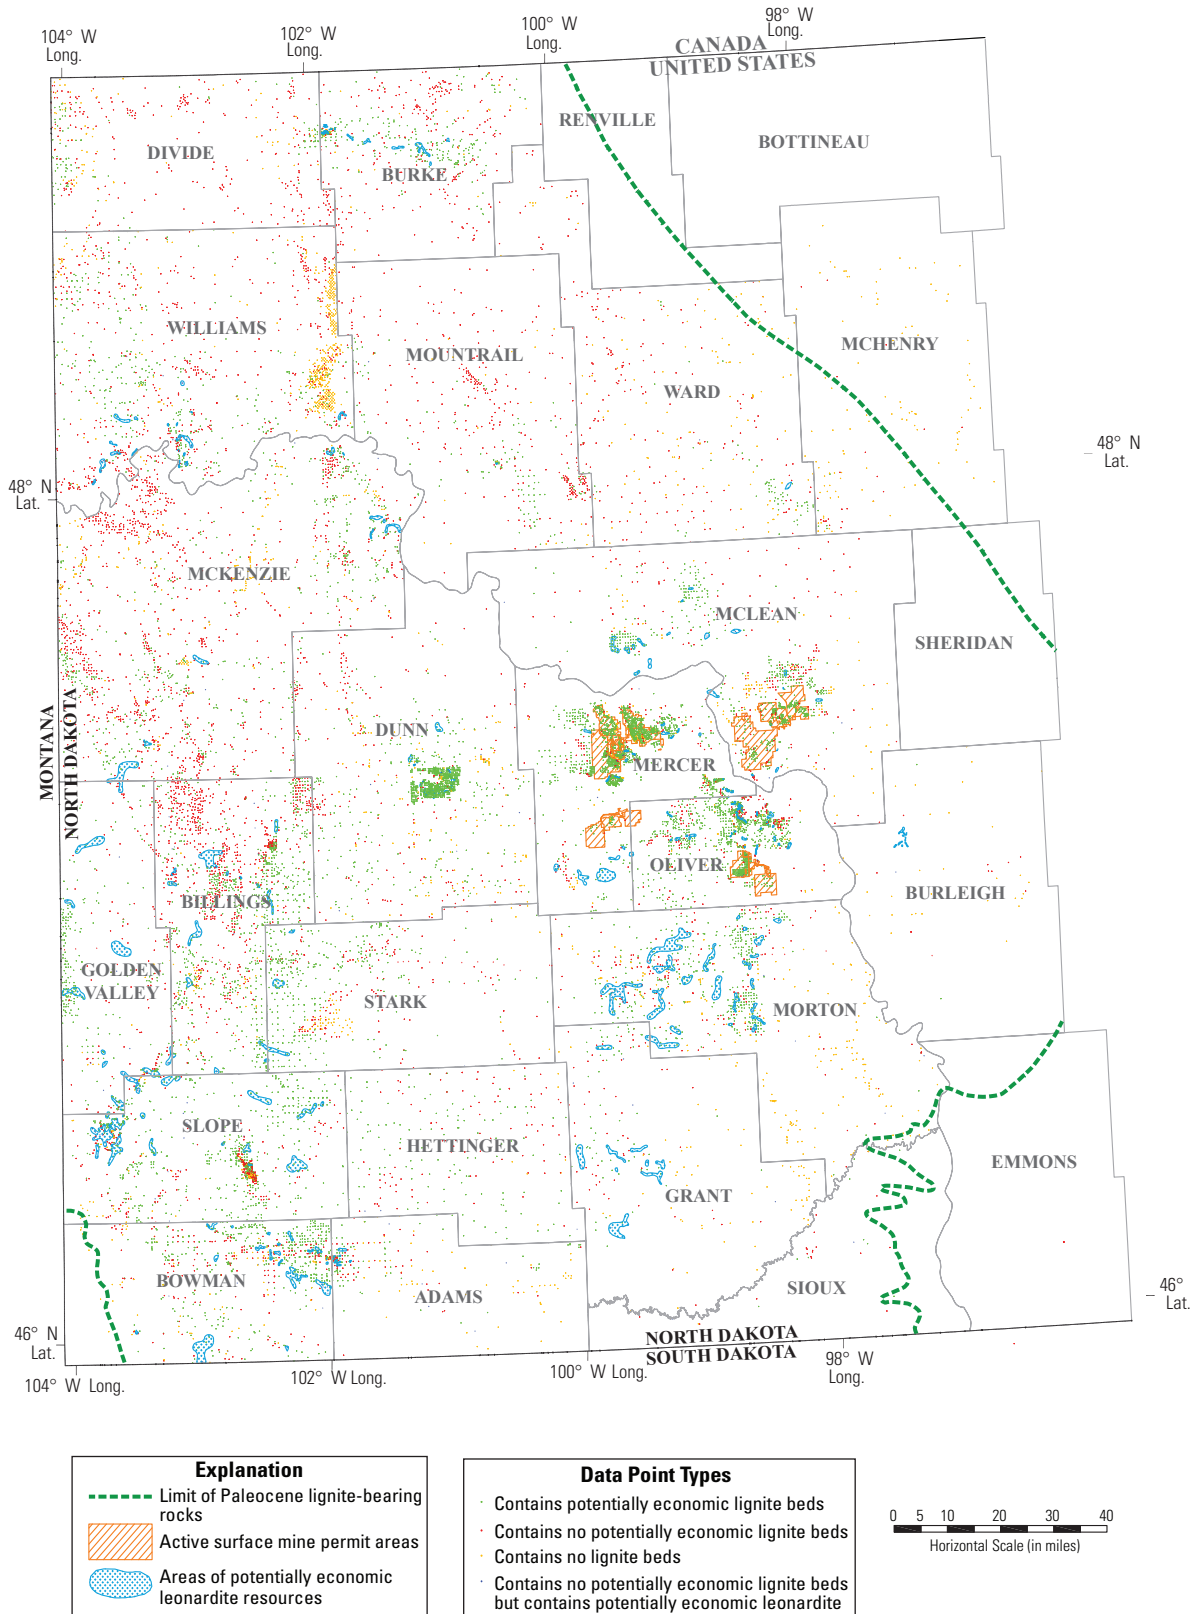 104° W
Long.
102° W
Long.
100° W
Long.
98° W
Long.
CANADA
UNITED STATES
RENVILLE
BOTTINEAU
DIVIDE
BURKE
WILLIAMS
MOUNTRAIL
MCHENRY
WARD
48° N
Lat.
48° N
Lat.
MCKENZIE
MCLEAN
SHERIDAN
MONTANA
NORTH DAKOTA
DUNN
MERCER
OLIVER
BILLINGS
BURLEIGH
GOLDEN
VALLEY
STARK
MORTON
SLOPE
HETTINGER
EMMONS
GRANT
BOWMAN
ADAMS
SIOUX
46° N
Lat.
46°
Lat.
NORTH DAKOTA
SOUTH DAKOTA
104° W Long.
102° W Long.
100° W Long.
98° W
Long.
Explanation
Limit of Paleocene lignite-bearing
rocks
Active surface mine permit areas
Areas of potentially economic
leonardite resources
Data Point Types
Contains potentially economic lignite beds
Contains no potentially economic lignite beds
Contains no lignite beds
Contains no potentially economic lignite beds
but contains potentially economic leonardite
0 5 10 20 30 40
Horizontal Scale (in miles)